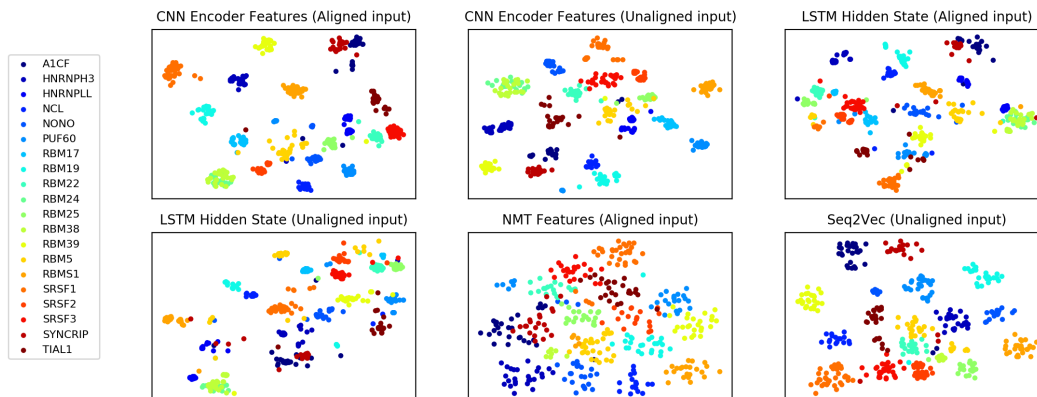 CNN Encoder Features (Aligned input)
CNN Encoder Features (Unaligned input)
LSTM Hidden State (Aligned input)
A1CF
HNRNPH3
HNRNPLL
NCL
NONO
PUF60
RBM17
RBM19
RBM22
RBM24
RBM25
RBM38
RBM39
RBM5
RBMS1
SRSF1
SRSF2
SRSF3
SYNCRIP
TIAL1
LSTM Hidden State (Unaligned input)
NMT Features (Aligned input)
Seq2Vec (Unaligned input)